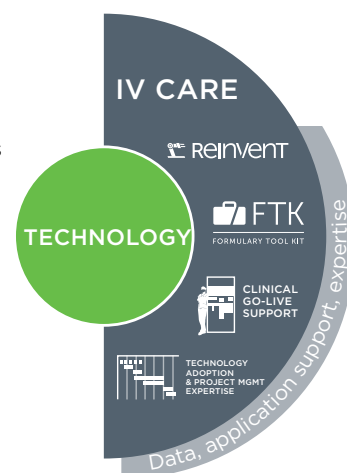 IV CARE
s
REINVENT
TECHNOLOGY
FTK
FORMULARY TOOL KIT
CLINICAL
GO-LIVE
SUPPORT
TECHNOLOGY
ADOPTION
& PROJECT MGMT
EXPERTISE
Data, application support, expertise